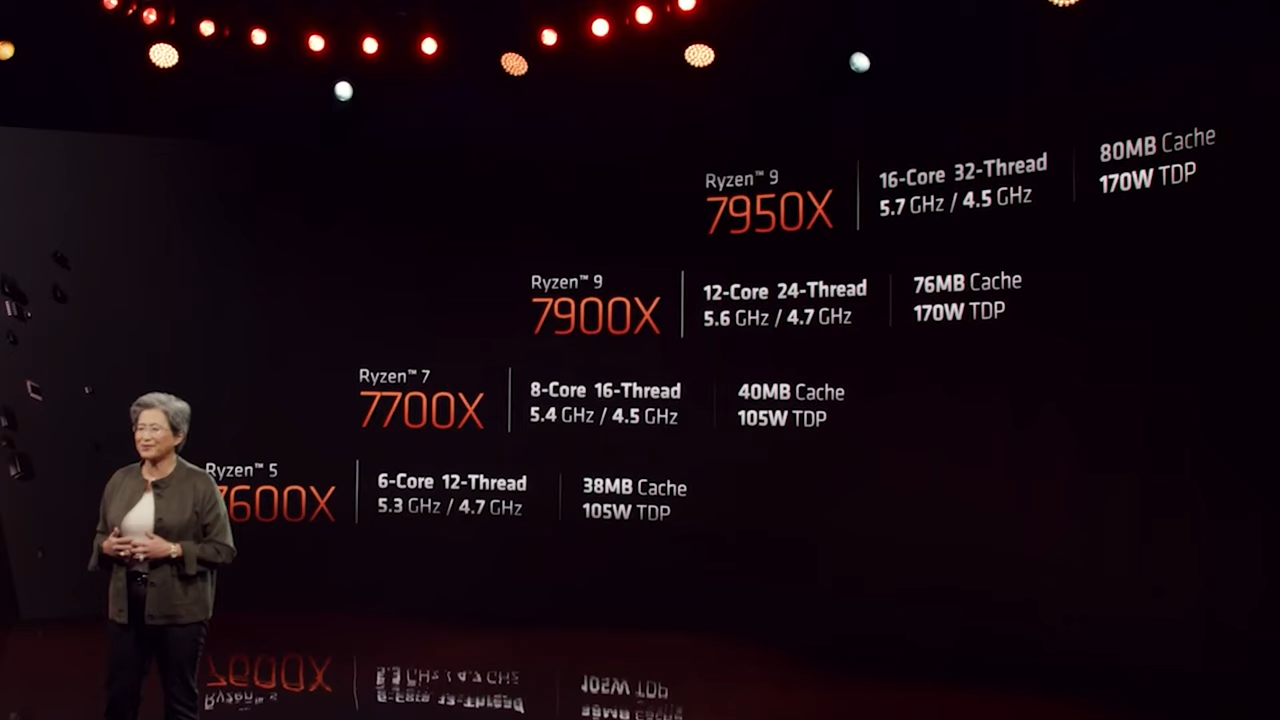 Ryzen™ 9
7950X
16-Core 32-Thread
5.7 GHz / 4.5 GHz
80MB Cache
170W TDP
Ryzen™ 9
7900X
12-Core 24-Thread
5.6 GHz / 4.7 GHz
76MB Cache
170W TDP
Ryzen™ 7
7700X
8-Core 16-Thread
5.4 GHz / 4.5 GHz
40MB Cache
105W TDP
Ryzen™ 5
7600X
6-Core 12-Thread
5.3 GHz / 4.7 GHz
38MB Cache
105W TDP